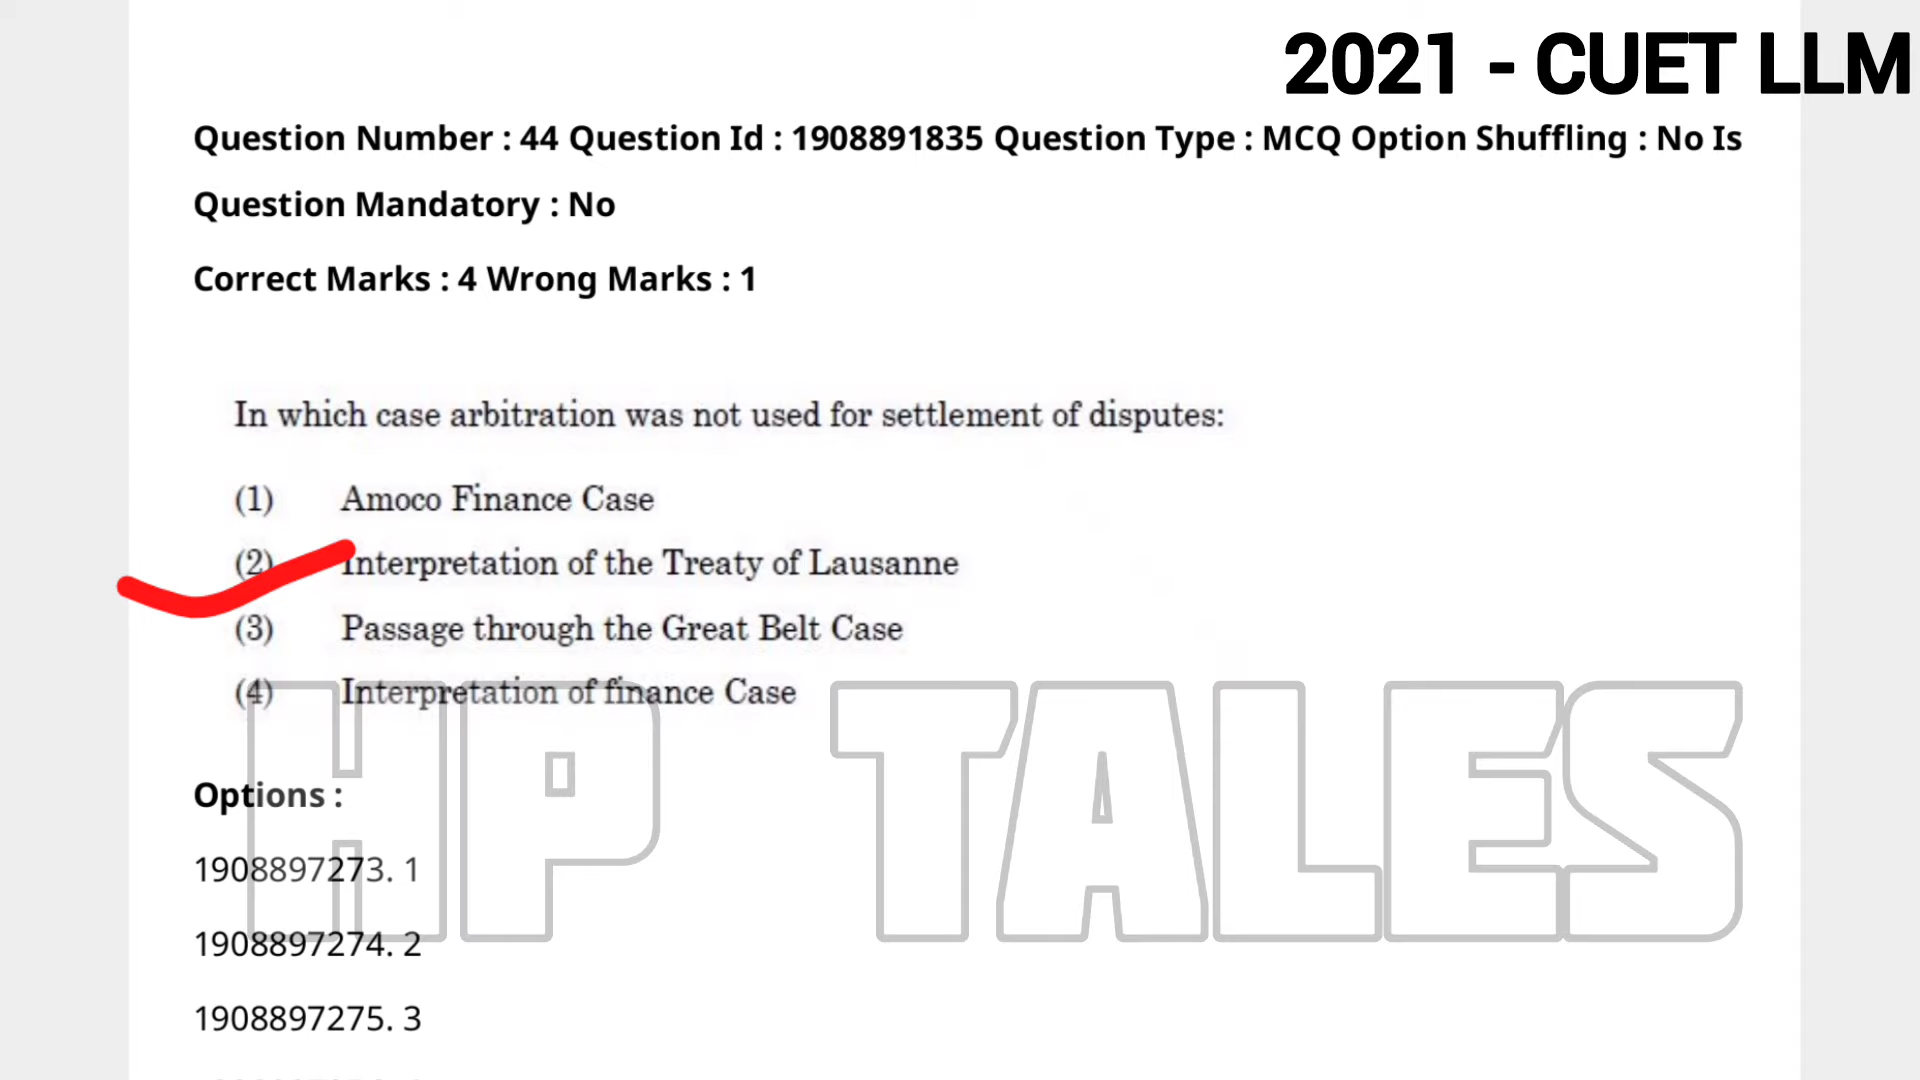 2021 - CUET LLM
Question Number : 44 Question Id : 1908891835 Question Type : MCQ Option Shuffling : No Is
Question Mandatory : No
Correct Marks : 4 Wrong Marks : 1
In which case arbitration was not used for settlement of disputes:
(1) Amoco Finance Case
(2) Interpretation of the Treaty of Lausanne
(3) Passage through the Great Belt Case
(4) Interpretation of finance Case
HP TALES
Options :
1908897273. 1
1908897274. 2
1908897275. 3